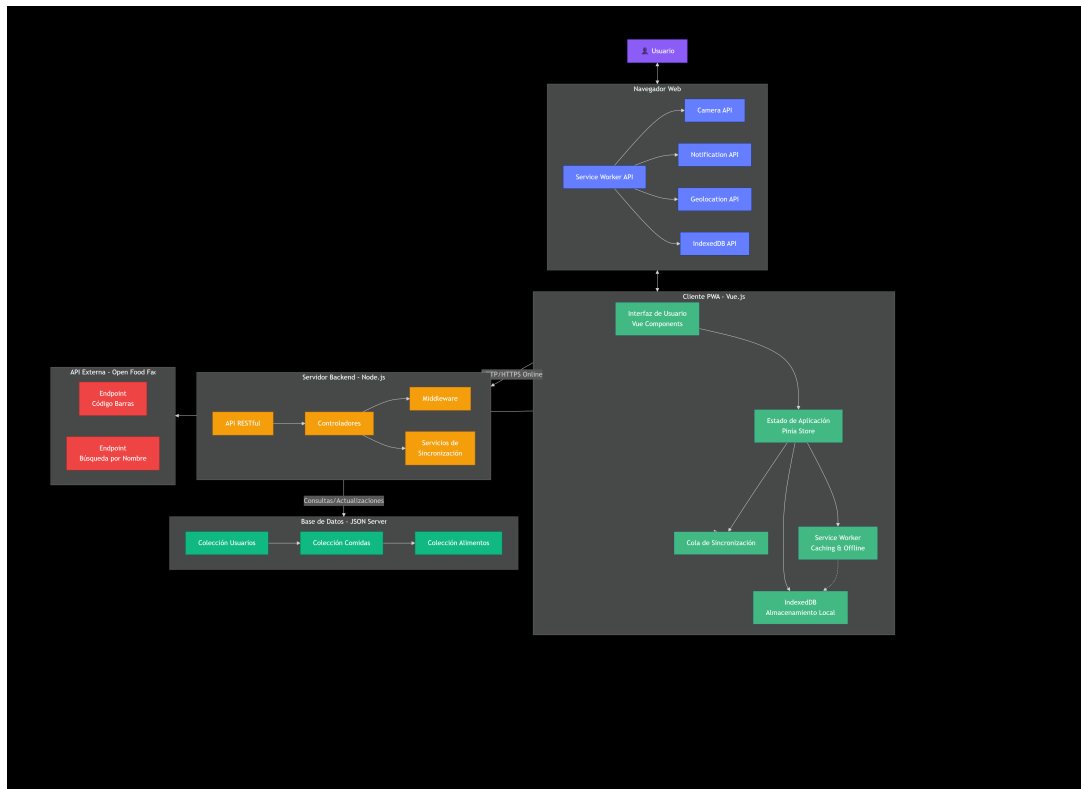 Usuario
Navegador Web
Camera API
Notification API
Service Worker API
Geolocation API
IndexedDB API
Cliente PWA - Vue.js
Interfaz de Usuario
Vue Components
TP/HTTPS Online
API Externa - Open Food Fac
Endpoint
Código Barras
Endpoint
Búsqueda por Nombre
Servidor Backend - Node.js
Middleware
API RESTful
Controladores
Servicios de
Sincronización
Estado de Aplicación
Pinia Store
Consultas/Actualizaciones
Base de Datos - JSON Server
Colección Usuarios
Colección Comidas
Colección Alimentos
Cola de Sincronización
Service Worker
Caching & Offline
IndexedDB
Almacenamiento Local